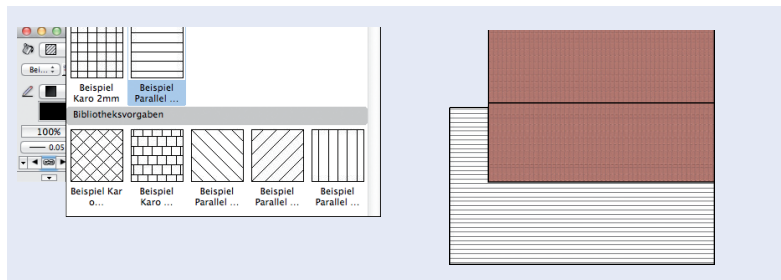 Bei...
100%
0.05
Beispiel Karo 2mm
Beispiel Parallel ...
Bibliotheksvorgaben
Beispiel Kar o...
Beispiel Karo ...
Beispiel Parallel ...
Beispiel Parallel ...
Beispiel Parallel ...